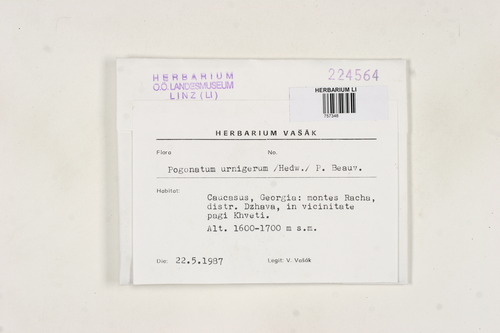 HERBARIUM
O.Ö. LANDESMUSEUM
LINZ (LI)
224564
HERBARIUM LI
757348
HERBARIUM VAŠÁK
Flora No.
Pogonatum urnigerum /Hedw./ P. Beauv.
Habitat:
Caucasus, Georgia: montes Racha,
distr. Dzhava, in vicinitate
pagi Khveti.
Alt. 1600-1700 m s.m.
Die: 22.5.1987 Legit: V. Vašák